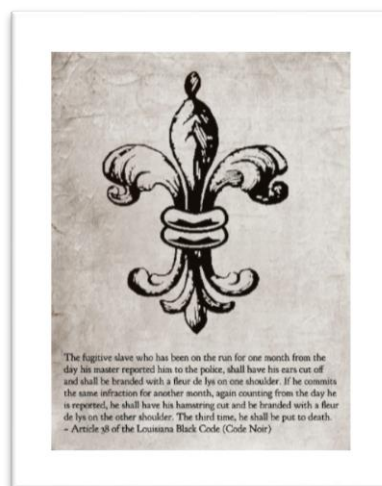 The fugitive slave who has been on the run for one month from the
day his master reported him to the police, shall have his ears cut off
and shall be branded with a fleur de lys on one shoulder. If he commits
the same infraction for another month, again counting from the day he
is reported, he shall have his hamstring cut and be branded with a fleur
de lys on the other shoulder. The third time, he shall be put to death.
– Article 38 of the Louisiana Black Code (Code Noir)